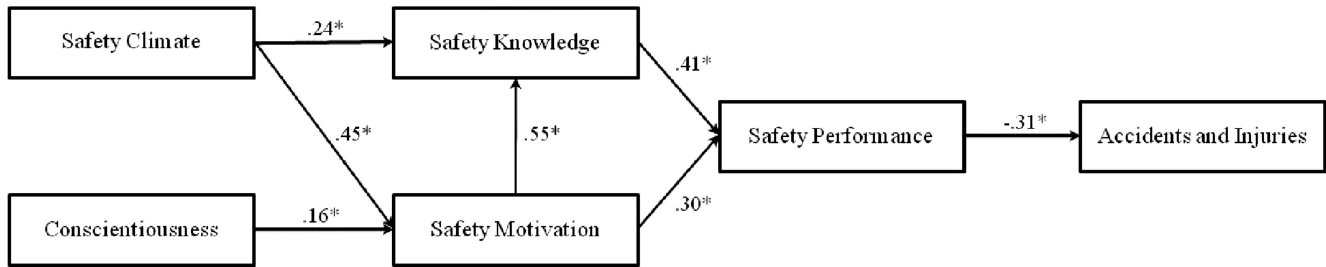 Safety Climate
.24*
Safety Knowledge
.41*
.45*
.55*
Safety Performance
-.31*
Accidents and Injuries
Conscientiousness
.16*
Safety Motivation
.30*